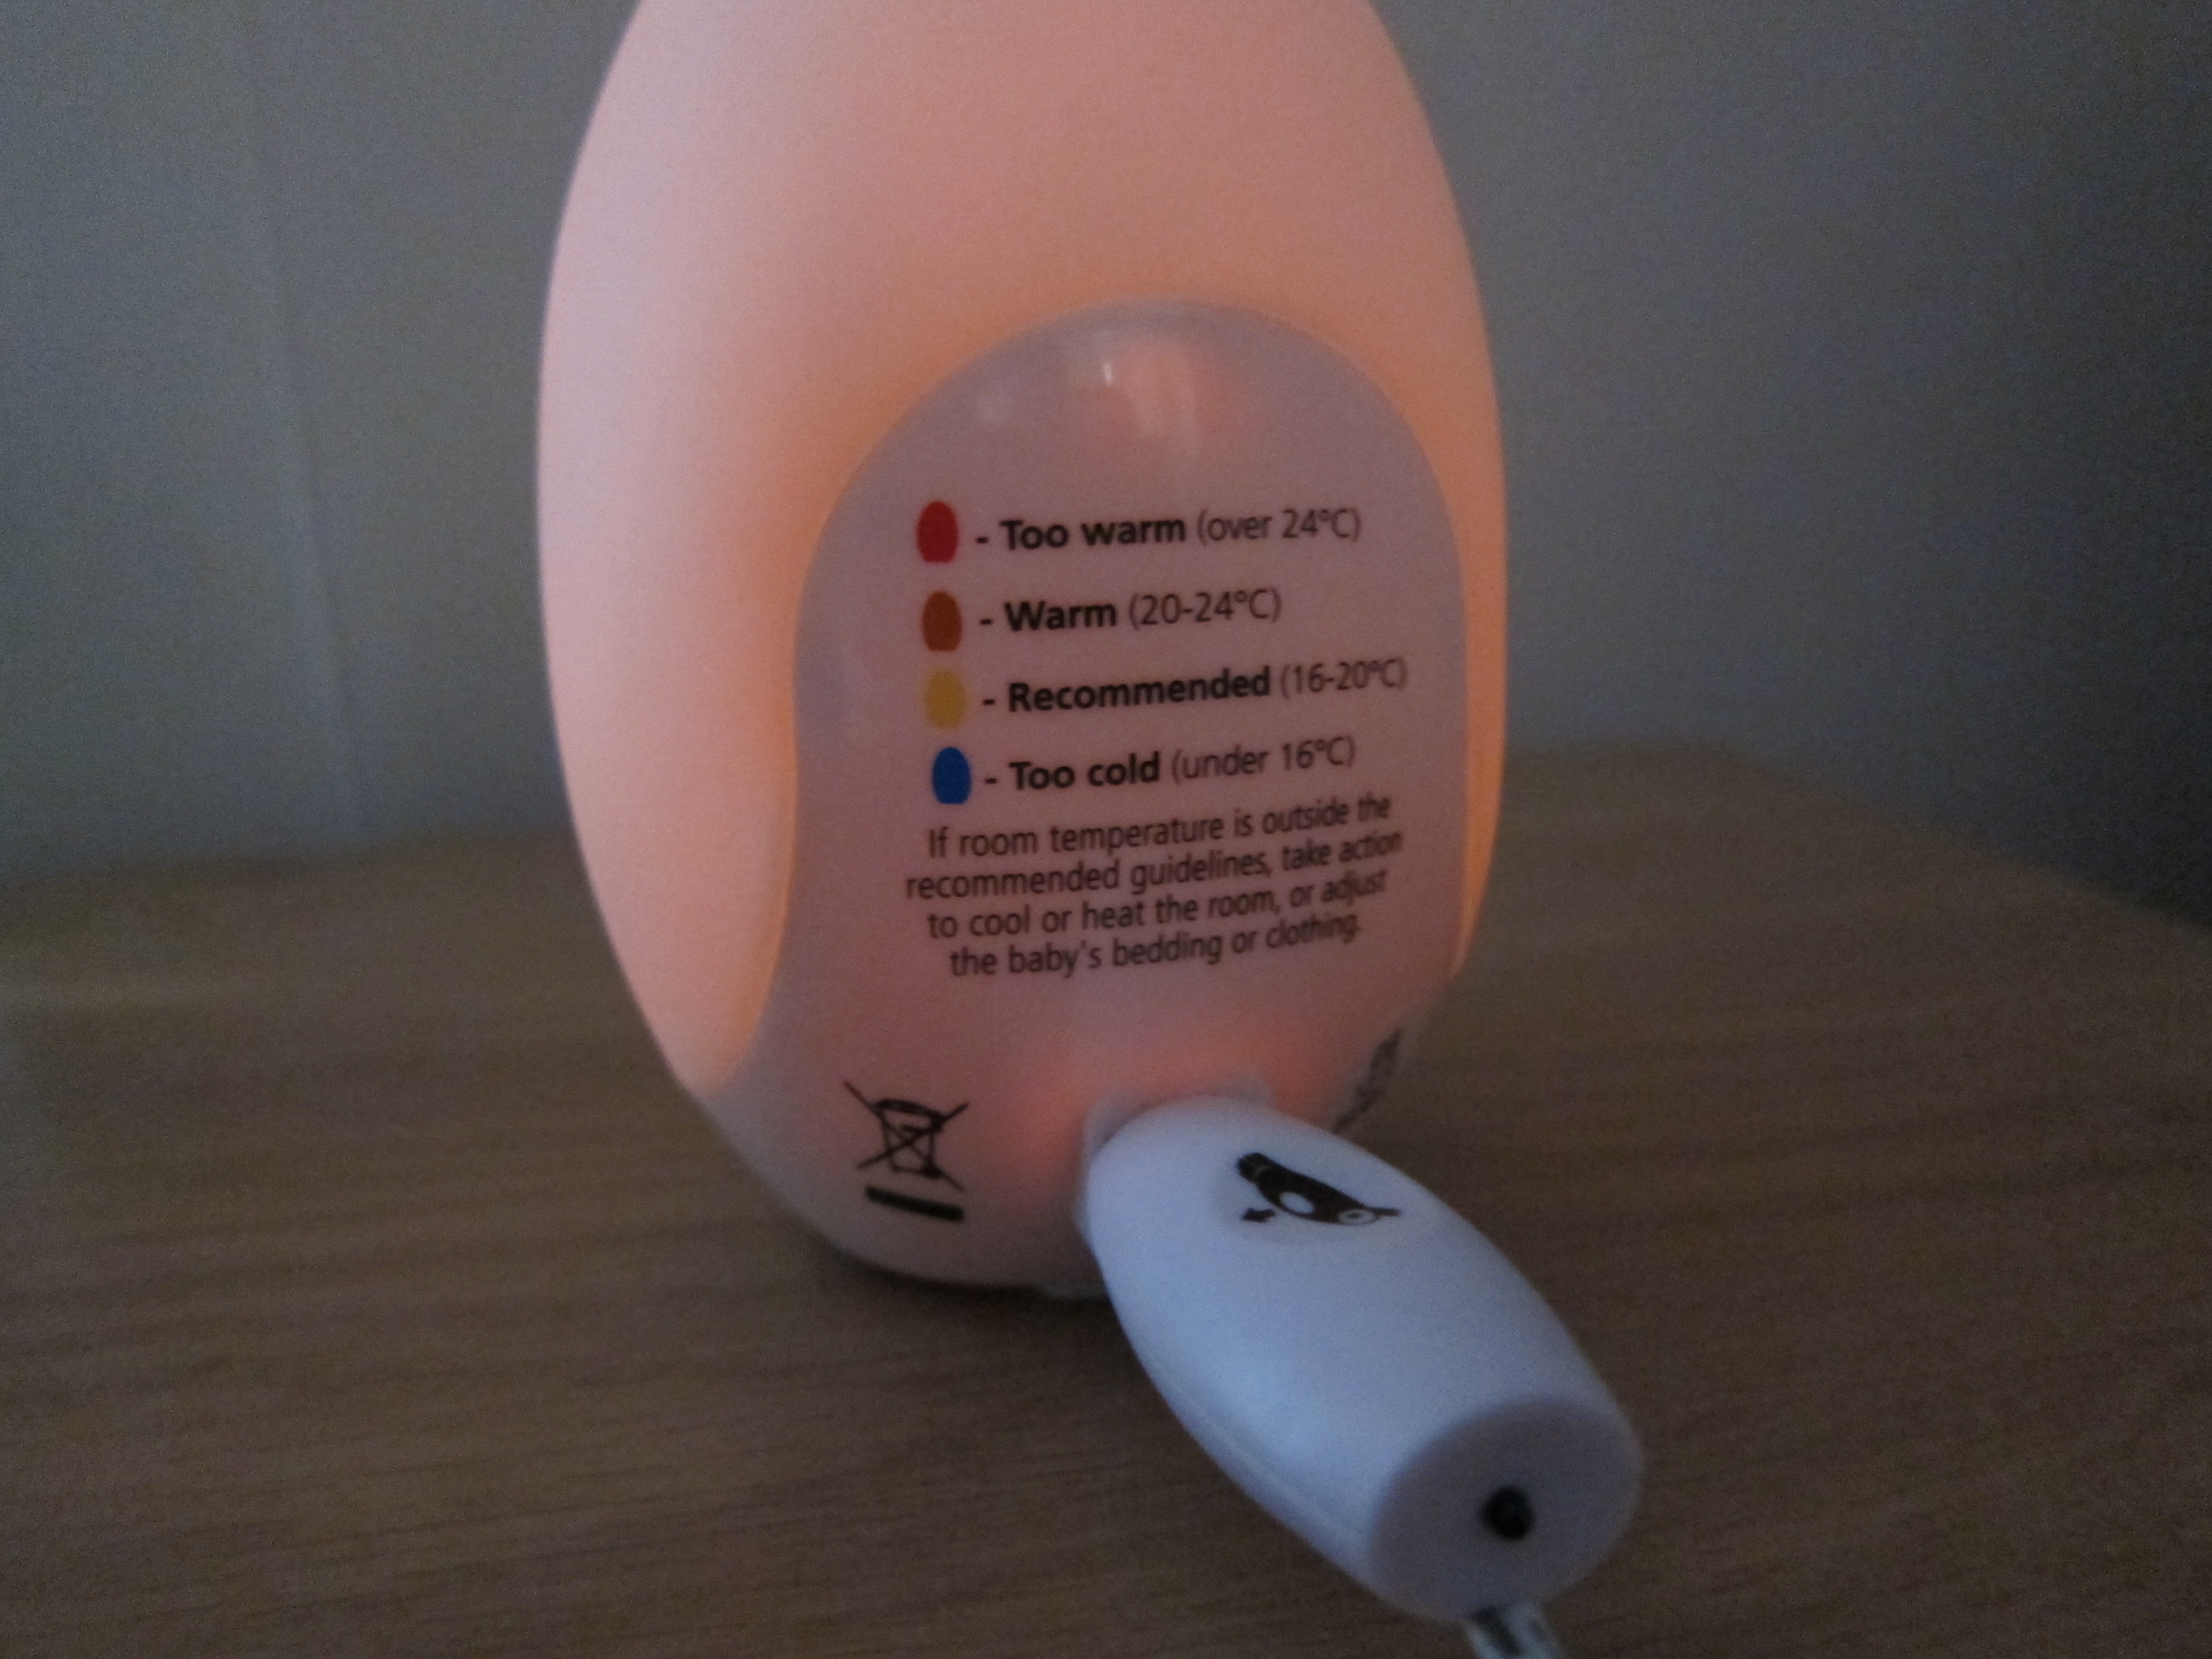 - Too warm (over 24°C)
- Warm (20-24°C)
- Recommended (16-20°C)
- Too cold (under 16°C)
If room temperature is outside the
recommended guidelines, take action
to cool or heat the room, or adjust
the baby's bedding or clothing.